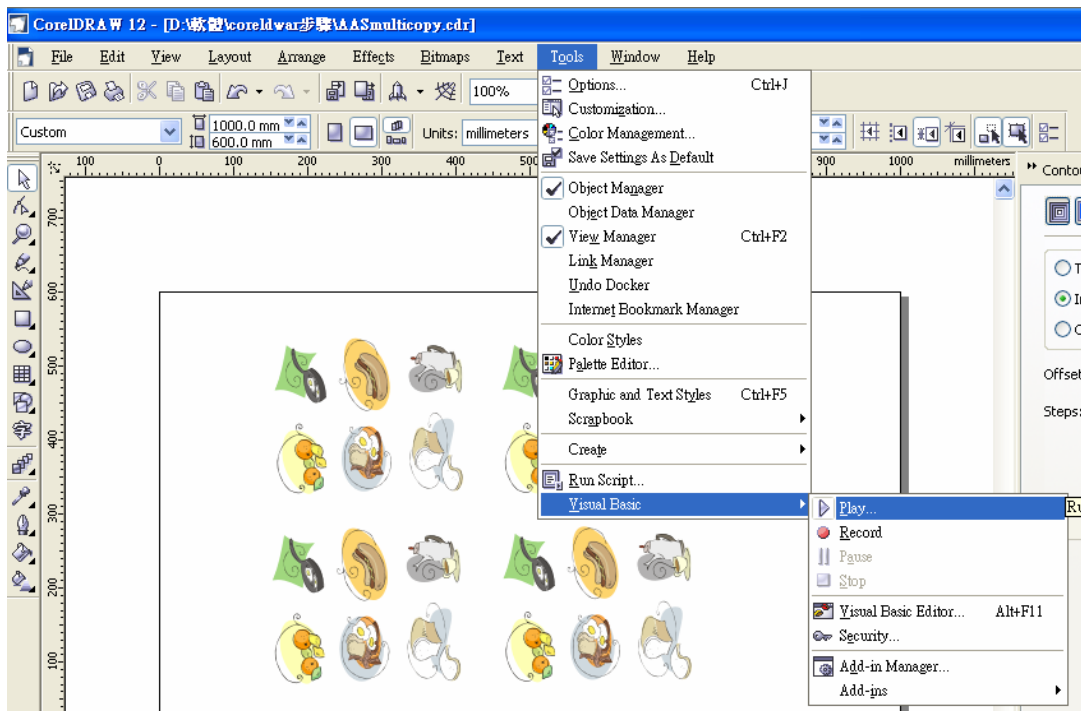 CorelDRAW 12 - [D:\軟體\coreldwar步驟\AASmulticopy.cdr]
File Edit View Layout Arrange Effects Bitmaps Text Tools Window Help
100%
Custom 1000.0 mm 600.0 mm Units: millimeters
100 0 100 200 300 400 500 900 1000 millimeters
700
600
500
400
300
200
100
字
Options... Ctrl+J
Customization...
Color Management...
Save Settings As Default
Object Manager
Object Data Manager
View Manager Ctrl+F2
Link Manager
Undo Docker
Internet Bookmark Manager
Color Styles
Palette Editor...
Graphic and Text Styles Ctrl+F5
Scrapbook
Create
Run Script...
Visual Basic
Play...
Record
Pause
Stop
Visual Basic Editor... Alt+F11
Security...
Add-in Manager...
Add-ins
Contou
Offset
Steps:
Ru